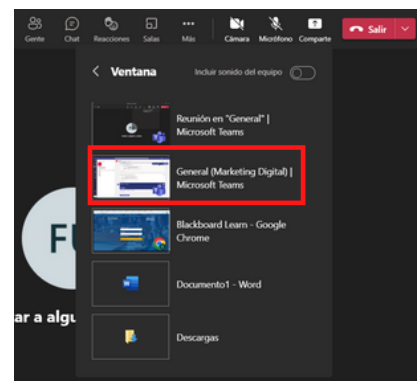 Gente Chat Reacciones Salas Más Cámara Micrófono Comparte Salir
Ventana Incluir sonido del equipo
Reunión en "General" |
Microsoft Teams
General (Marketing Digital) |
Microsoft Teams
Blackboard Learn - Google
Chrome
FU
Documento1 - Word
ar a algu
Descargas